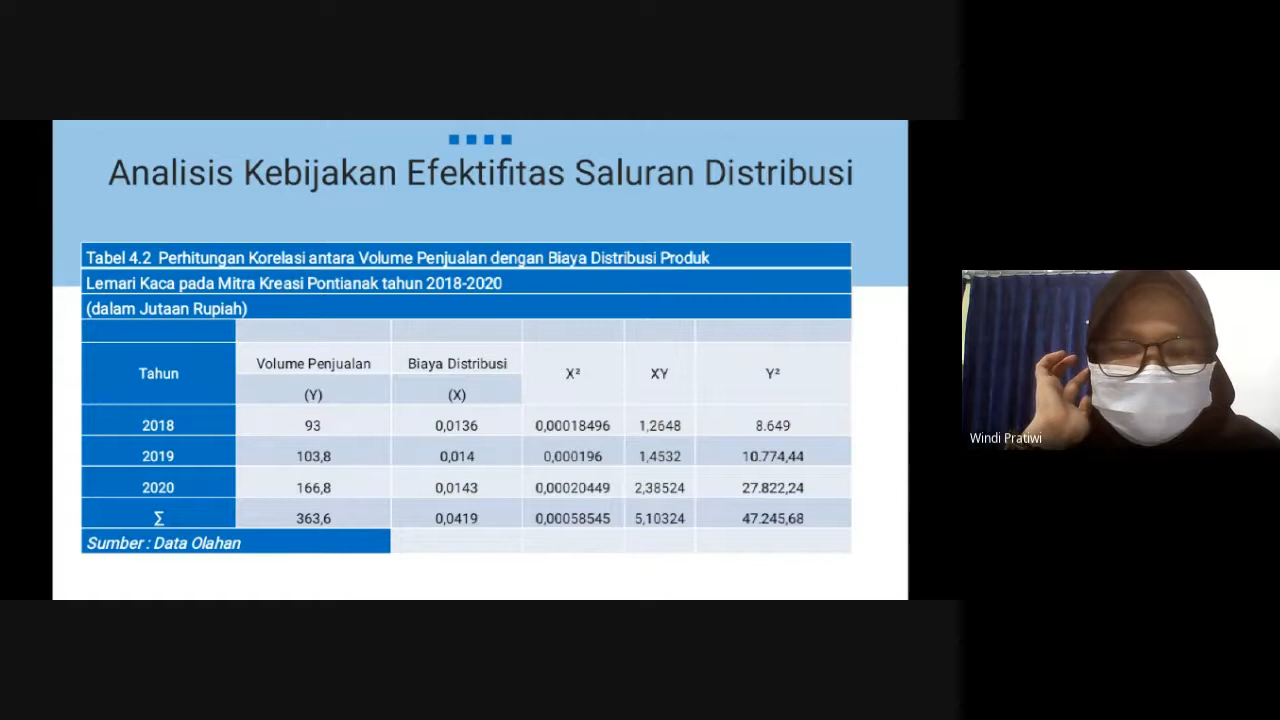 Analisis Kebijakan Efektifitas Saluran Distribusi
Tabel 4.2 Perhitungan Korelasi antara Volume Penjualan dengan Biaya Distribusi Produk
Lemari Kaca pada Mitra Kreasi Pontianak tahun 2018-2020
(dalam Jutaan Rupiah)
Tahun Volume Penjualan Biaya Distribusi X² XY Y²
(Y) (X)
2018 93 0,0136 0,00018496 1,2648 8.649
2019 103,8 0,014 0,000196 1,4532 10.774,44
2020 166,8 0,0143 0,00020449 2,38524 27.822,24
∑ 363,6 0,0419 0,00058545 5,10324 47.245,68
Sumber : Data Olahan
Windi Pratiwi